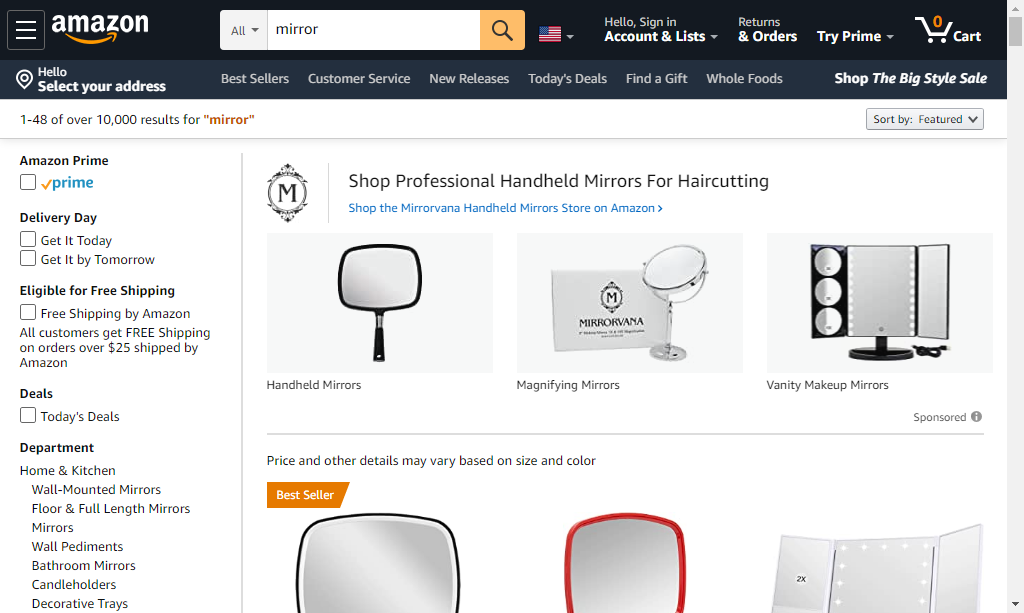 amazon
All
mirror
Hello, Sign in
Account & Lists
Returns
& Orders
Try Prime
0
Cart
Hello
Select your address
Best Sellers
Customer Service
New Releases
Today's Deals
Find a Gift
Whole Foods
Shop The Big Style Sale
1-48 of over 10,000 results for "mirror"
Sort by: Featured
Amazon Prime
prime
Delivery Day
Get It Today
Get It by Tomorrow
Eligible for Free Shipping
Free Shipping by Amazon
All customers get FREE Shipping
on orders over $25 shipped by
Amazon
Deals
Today's Deals
Department
Home & Kitchen
Wall-Mounted Mirrors
Floor & Full Length Mirrors
Mirrors
Wall Pediments
Bathroom Mirrors
Candleholders
Decorative Trays
M
Shop Professional Handheld Mirrors For Haircutting
Shop the Mirrorvana Handheld Mirrors Store on Amazon
M
MIRRORVANA
Handheld Mirrors
Magnifying Mirrors
Vanity Makeup Mirrors
Sponsored
Price and other details may vary based on size and color
Best Seller
2X